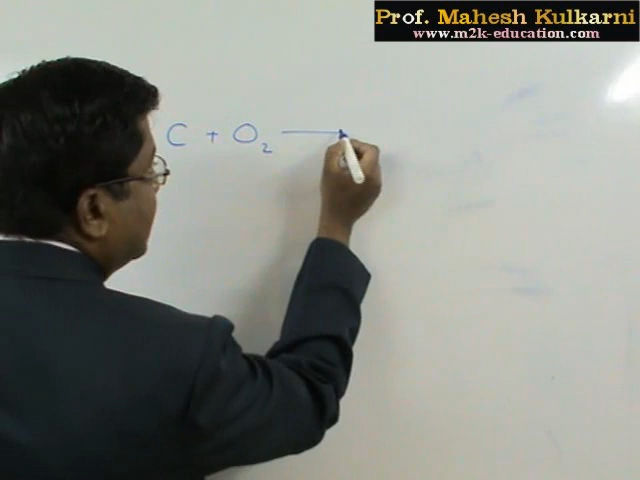 Prof. Mahesh Kulkarni
www.m2k-education.com
C + O₂ →